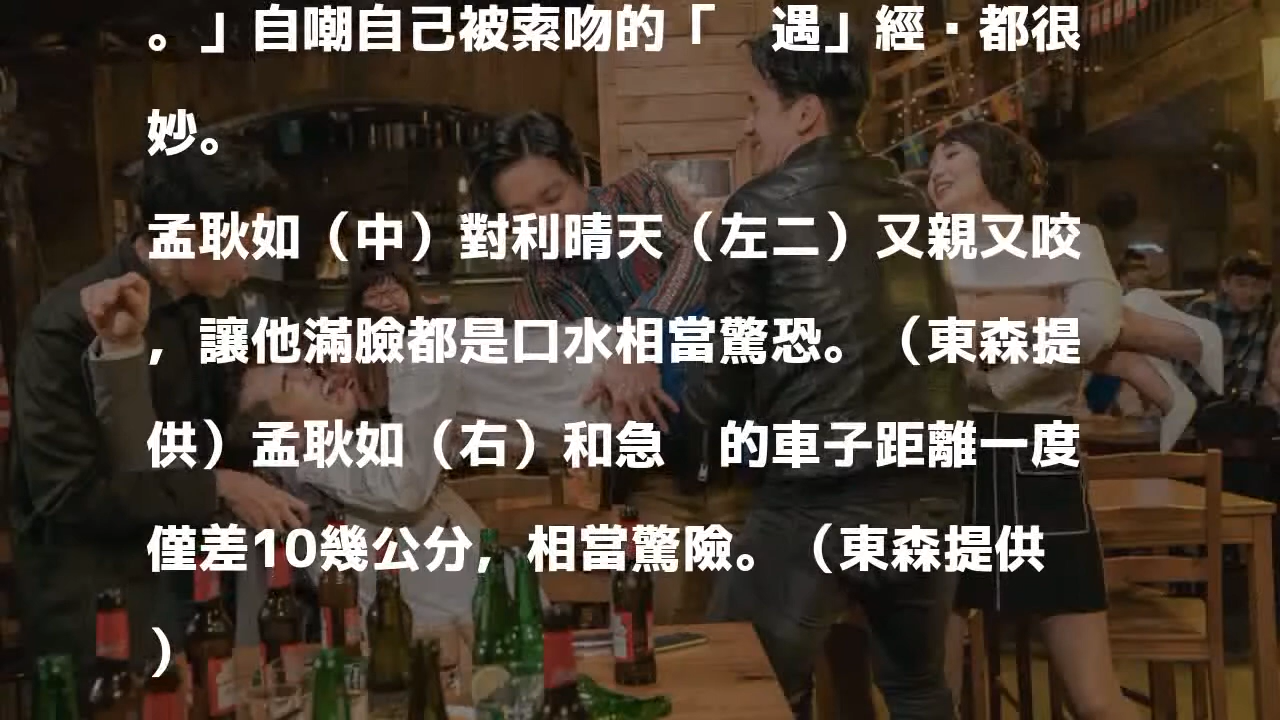 。」自嘲自己被索吻的「　遇」經·都很
妙。
孟耿如（中）對利晴天（左二）又親又咬
，讓他滿臉都是口水相當驚恐。（東森提
供）孟耿如（右）和急　的車子距離一度
僅差10幾公分，相當驚險。（東森提供
）